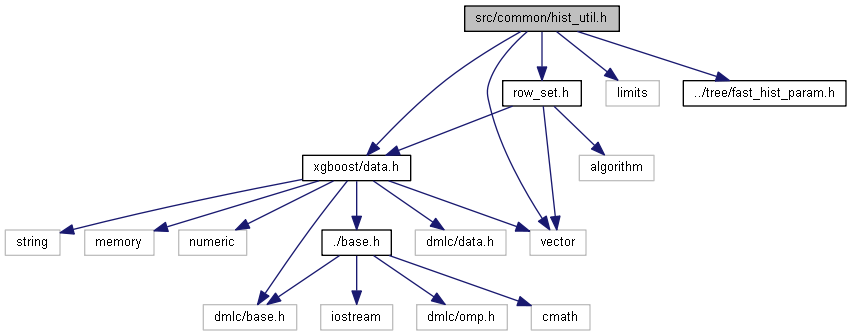 src/common/hist_util.h
row_set.h
limits
../tree/fast_hist_param.h
xgboost/data.h
algorithm
string
memory
numeric
./base.h
dmlc/data.h
vector
dmlc/base.h
iostream
dmlc/omp.h
cmath